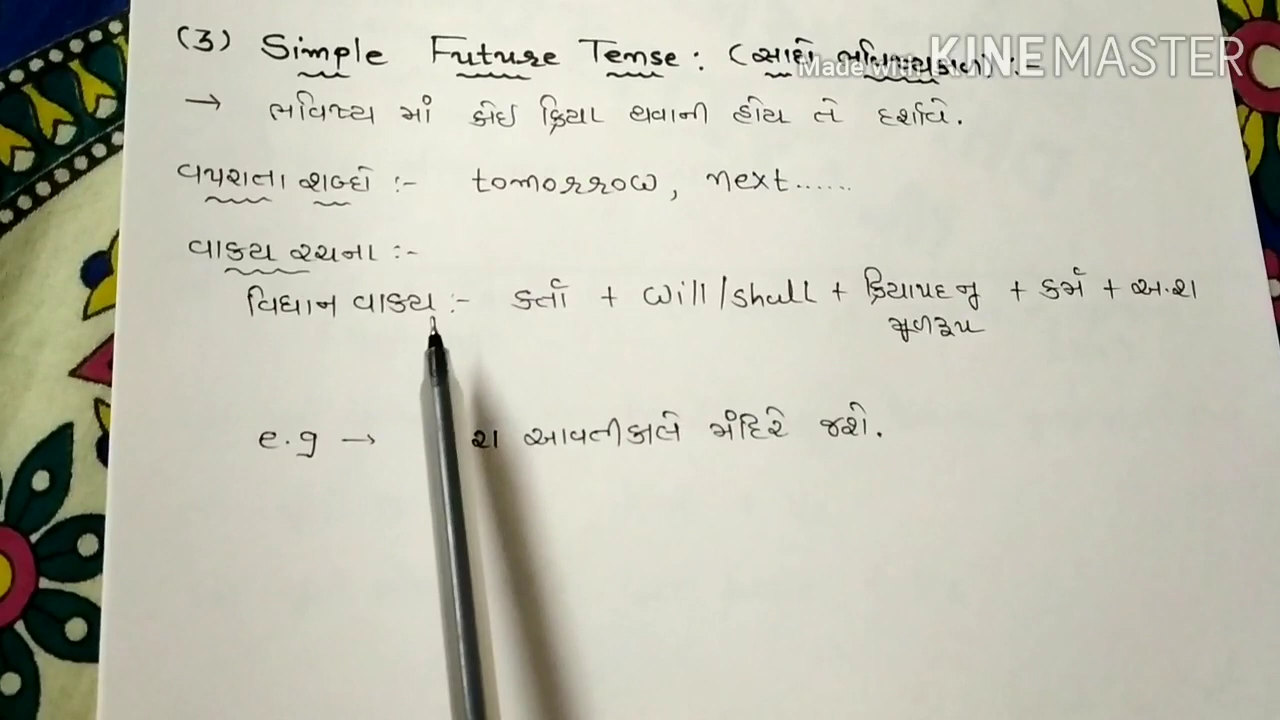 (3) Simple Future Tense : (સાદો ભવિષ્યકાળ) :-
Made with KINEMASTER
→ ભવિષ્ય માં કોઈ ક્રિયા થવાની હોય તે દર્શાવે.
વપરાતા શબ્દો :- tomorrow, next......
વાક્ય રચના :-
વિધાન વાક્ય :- કર્તા + will/shall + ક્રિયાપદ નુ + કર્મ + અ.શ
મૂળરૂપ
e.g → આવતીકાલે મંદિરે જશે.